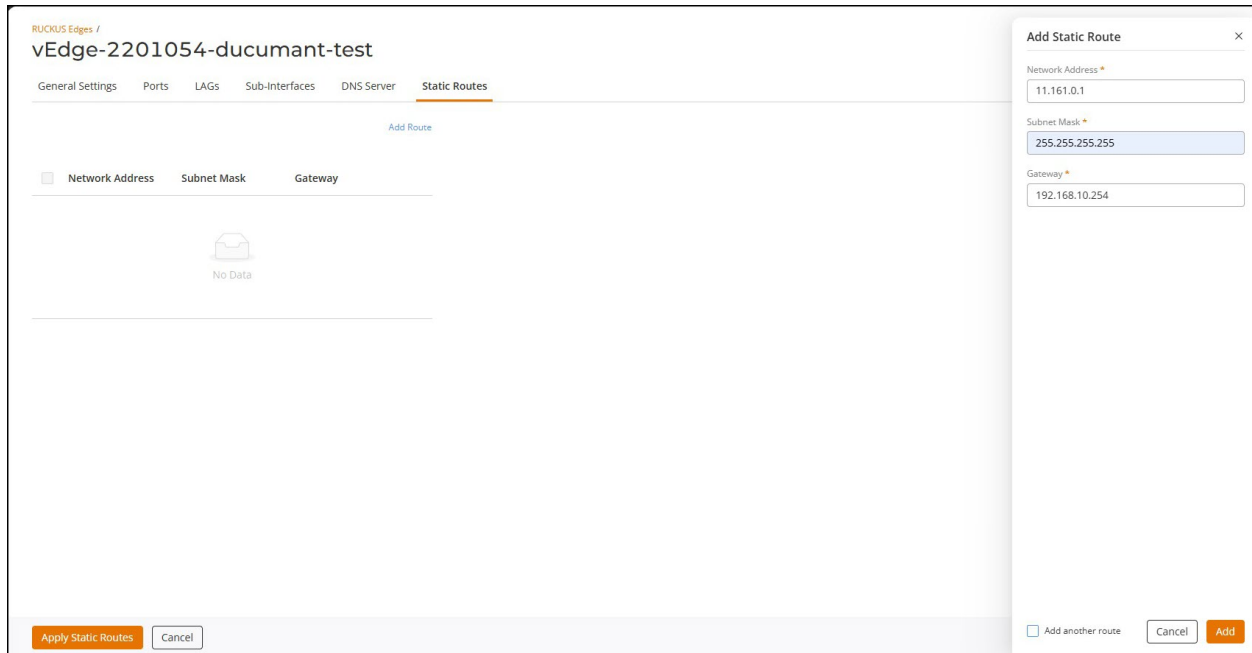 RUCKUS Edges /
vEdge-2201054-ducumant-test
General Settings Ports LAGs Sub-Interfaces DNS Server Static Routes
Add Route
Network Address Subnet Mask Gateway
No Data
Apply Static Routes Cancel
Add Static Route
Network Address *
11.161.0.1
Subnet Mask *
255.255.255.255
Gateway *
192.168.10.254
Add another route Cancel Add